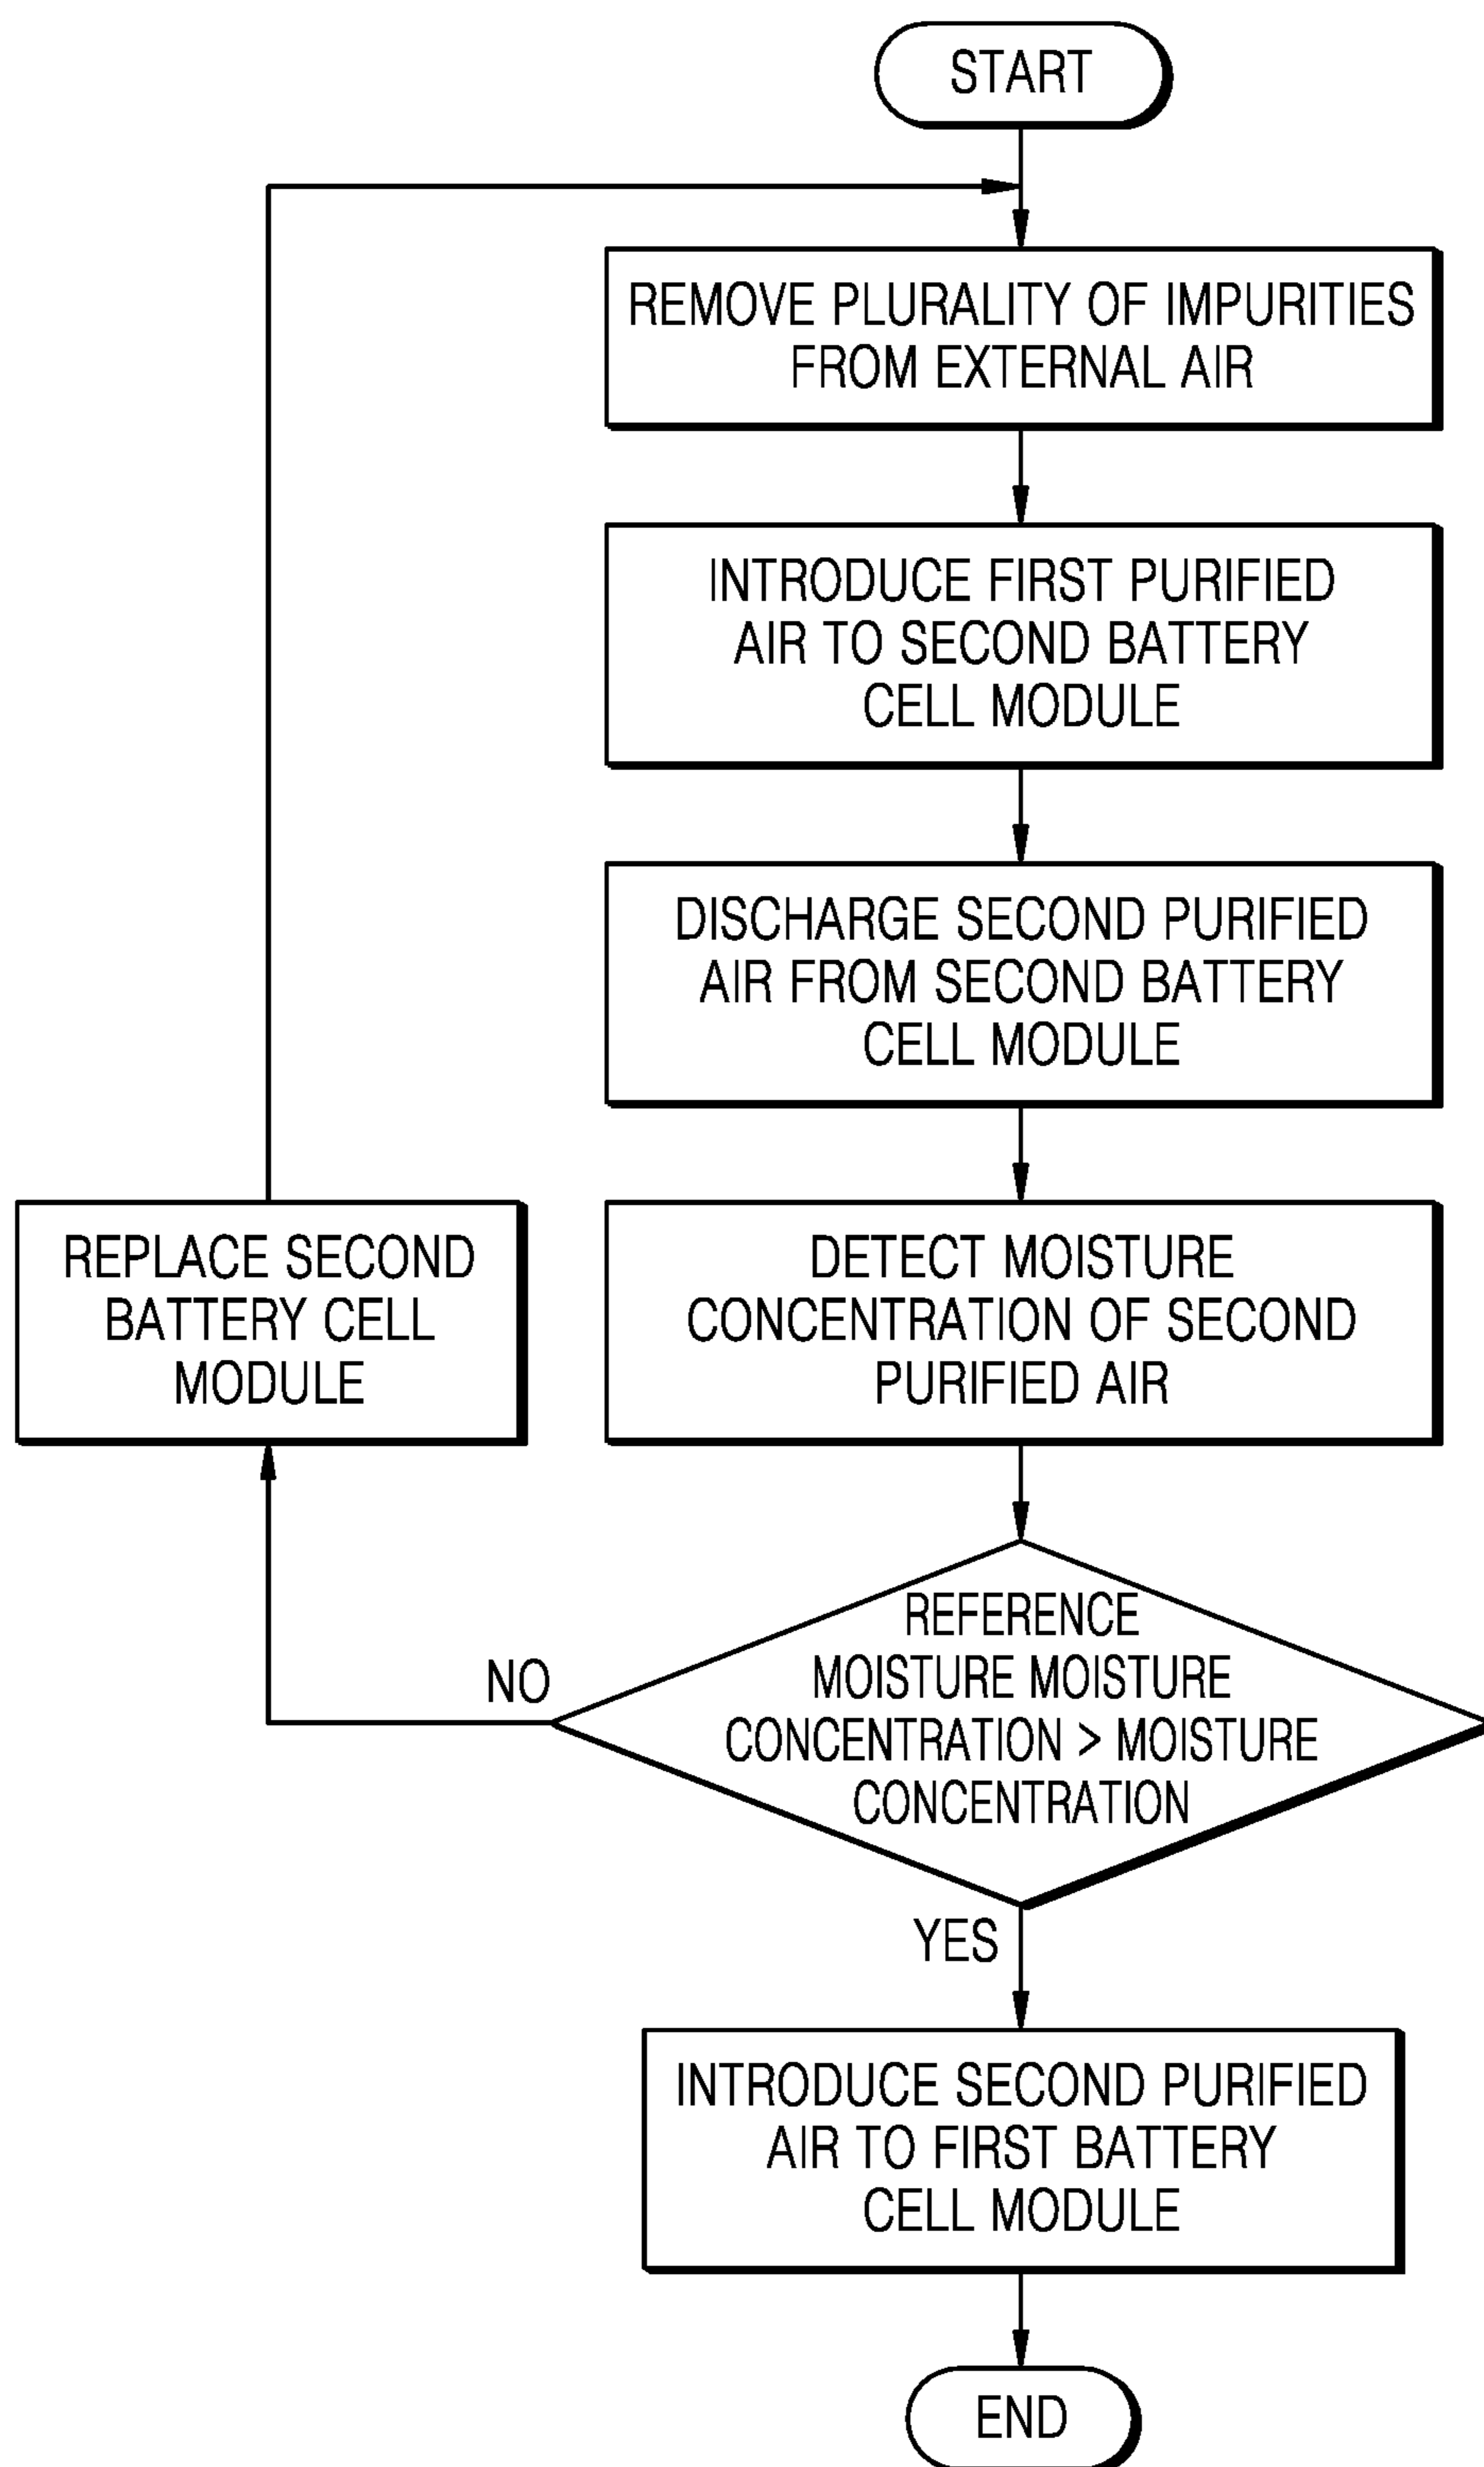 START
REMOVE PLURALITY OF IMPURITIES
FROM EXTERNAL AIR
INTRODUCE FIRST PURIFIED
AIR TO SECOND BATTERY
CELL MODULE
DISCHARGE SECOND PURIFIED
AIR FROM SECOND BATTERY
CELL MODULE
REPLACE SECOND
BATTERY CELL
MODULE
DETECT MOISTURE
CONCENTRATION OF SECOND
PURIFIED AIR
REFERENCE
MOISTURE MOISTURE
CONCENTRATION > MOISTURE
CONCENTRATION
NO
YES
INTRODUCE SECOND PURIFIED
AIR TO FIRST BATTERY
CELL MODULE
END